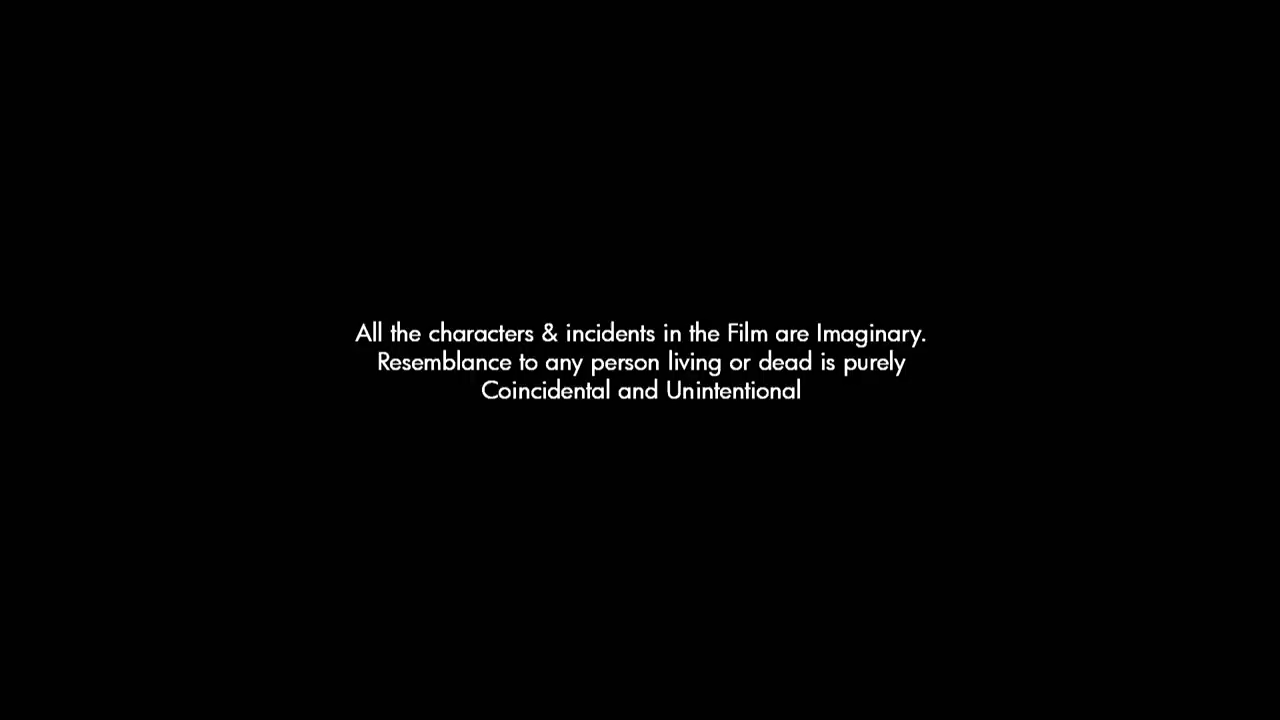 All the characters & incidents in the Film are Imaginary.
Resemblance to any person living or dead is purely
Coincidental and Unintentional